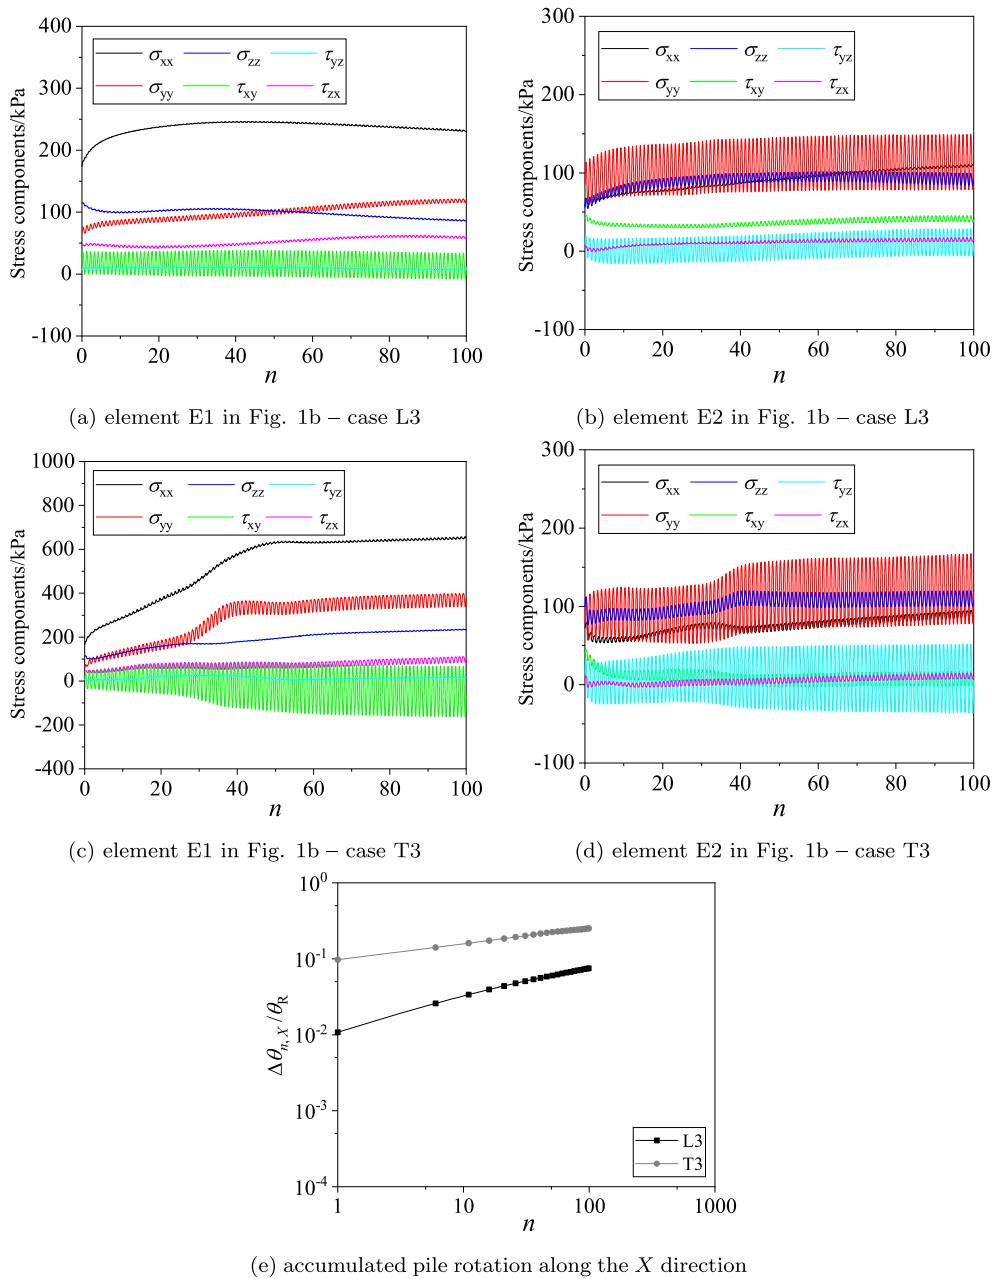 400
300
200
100
0
-100
Stress components/kPa
σxx σzz τyz
σyy τxy τzx
0 20 40 60 80 100
n
(a) element E1 in Fig. 1b – case L3
300
200
100
0
-100
Stress components/kPa
σxx σzz τyz
σyy τxy τzx
0 20 40 60 80 100
n
(b) element E2 in Fig. 1b – case L3
1000
800
600
400
200
0
-200
-400
Stress components/kPa
σxx σzz τyz
σyy τxy τzx
0 20 40 60 80 100
n
(c) element E1 in Fig. 1b – case T3
300
200
100
0
-100
Stress components/kPa
σxx σzz τyz
σyy τxy τzx
0 20 40 60 80 100
n
(d) element E2 in Fig. 1b – case T3
10^0
10^-1
10^-2
10^-3
10^-4
Δθn,X/θR
L3
T3
1 10 100 1000
n
(e) accumulated pile rotation along the X direction